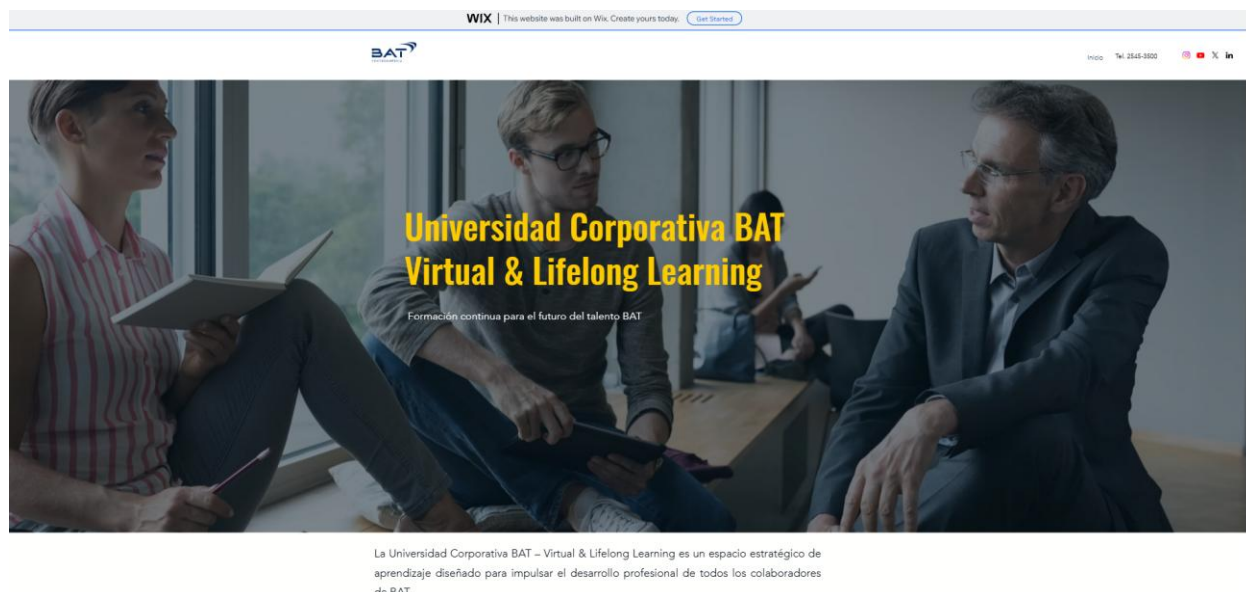 WIX | This website was built on Wix. Create yours today. Get Started
BAT
Inicio Tel. 2545-3500
Universidad Corporativa BAT
Virtual & Lifelong Learning
Formación continua para el futuro del talento BAT
La Universidad Corporativa BAT – Virtual & Lifelong Learning es un espacio estratégico de
aprendizaje diseñado para impulsar el desarrollo profesional de todos los colaboradores
de BAT